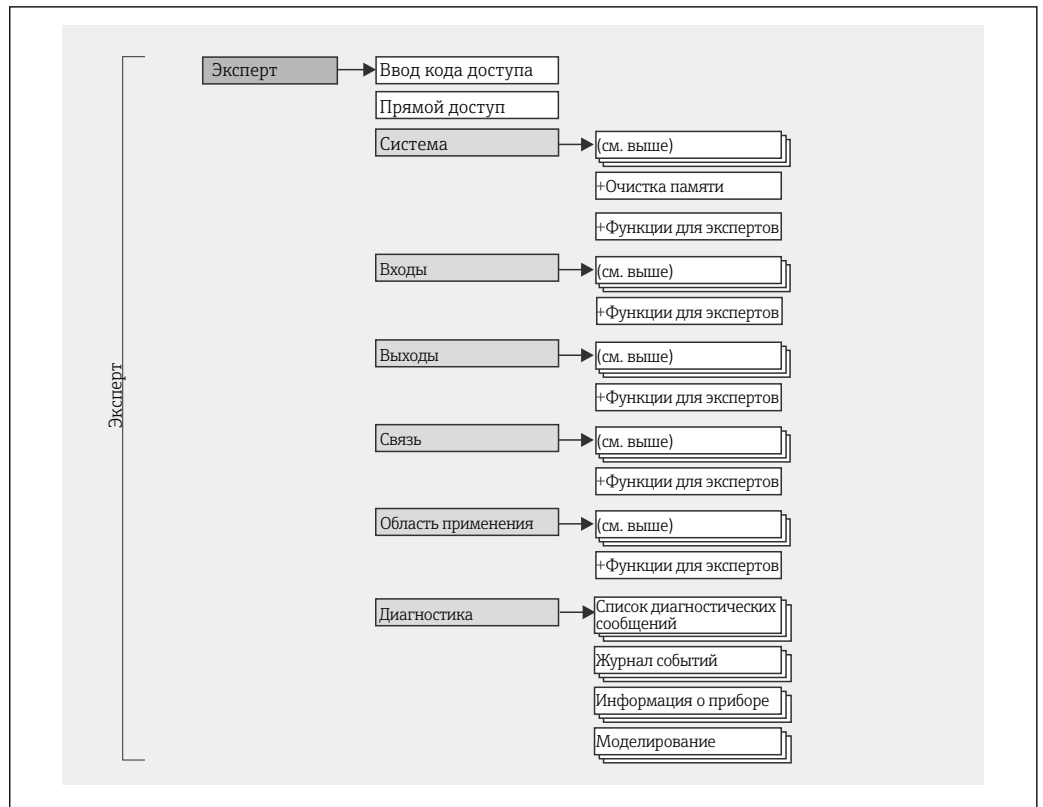 Эксперт
Эксперт
Ввод кода доступа
Прямой доступ
Система
(см. выше)
+Очистка памяти
+Функции для экспертов
Входы
(см. выше)
+Функции для экспертов
Выходы
(см. выше)
+Функции для экспертов
Связь
(см. выше)
+Функции для экспертов
Область применения
(см. выше)
+Функции для экспертов
Диагностика
Список диагностических
сообщений
Журнал событий
Информация о приборе
Моделирование